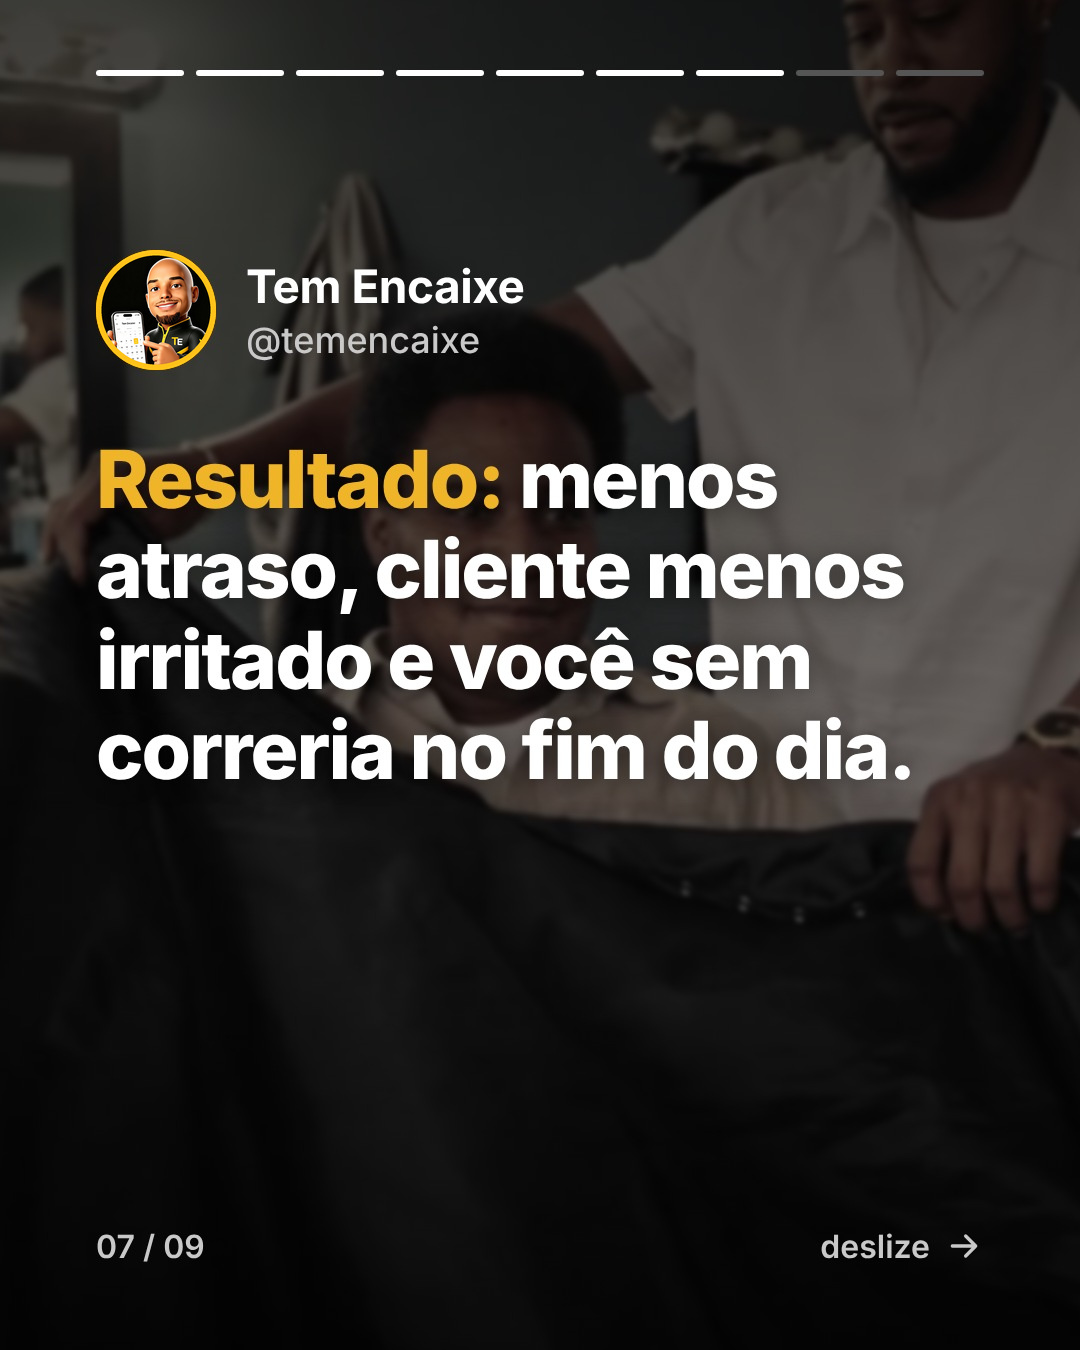 Tem Encaixe
@temencaixe
Resultado: menos
atraso, cliente menos
irritado e você sem
correria no fim do dia.
07 / 09
deslize →